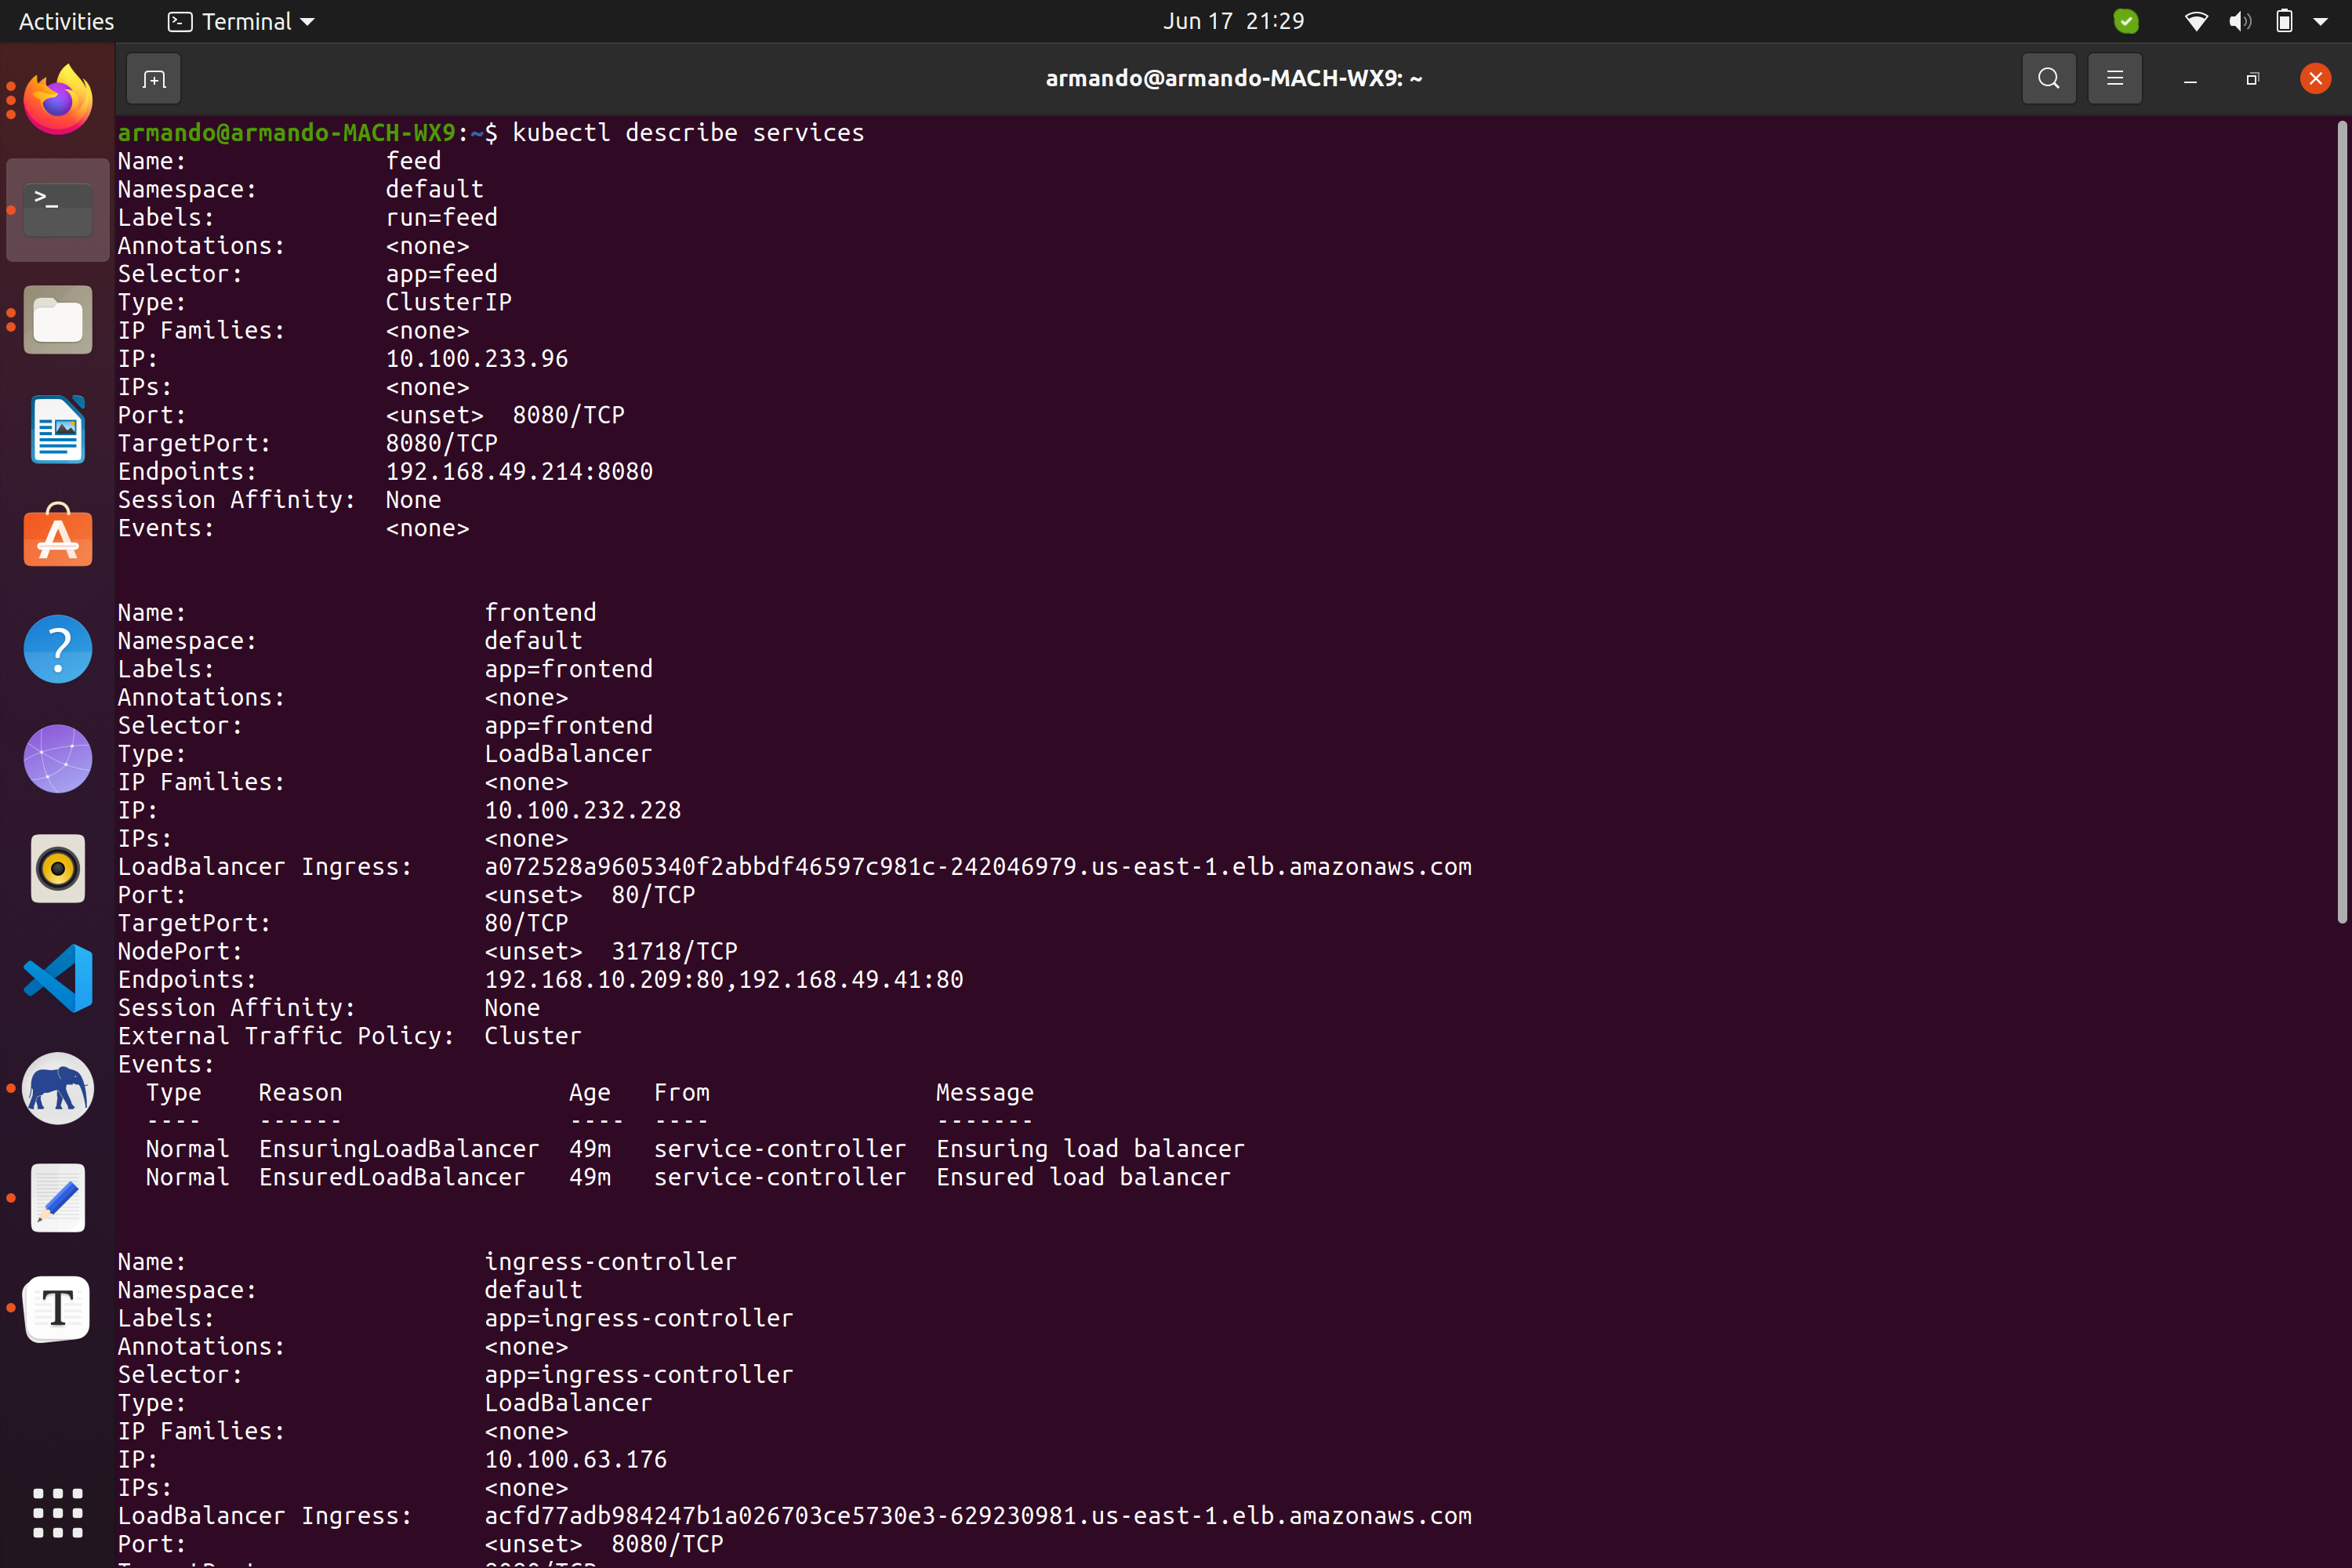 Activities Terminal Jun 17 21:29
armando@armando-MACH-WX9: ~
armando@armando-MACH-WX9:~$ kubectl describe services
Name: feed
Namespace: default
Labels: run=feed
Annotations: <none>
Selector: app=feed
Type: ClusterIP
IP Families: <none>
IP: 10.100.233.96
IPs: <none>
Port: <unset> 8080/TCP
TargetPort: 8080/TCP
Endpoints: 192.168.49.214:8080
Session Affinity: None
Events: <none>
Name: frontend
Namespace: default
Labels: app=frontend
Annotations: <none>
Selector: app=frontend
Type: LoadBalancer
IP Families: <none>
IP: 10.100.232.228
IPs: <none>
LoadBalancer Ingress: a072528a9605340f2abbdf46597c981c-242046979.us-east-1.elb.amazonaws.com
Port: <unset> 80/TCP
TargetPort: 80/TCP
NodePort: <unset> 31718/TCP
Endpoints: 192.168.10.209:80,192.168.49.41:80
Session Affinity: None
External Traffic Policy: Cluster
Events:
Type Reason Age From Message
---- ------ ---- ---- -------
Normal EnsuringLoadBalancer 49m service-controller Ensuring load balancer
Normal EnsuredLoadBalancer 49m service-controller Ensured load balancer
Name: ingress-controller
Namespace: default
Labels: app=ingress-controller
Annotations: <none>
Selector: app=ingress-controller
Type: LoadBalancer
IP Families: <none>
IP: 10.100.63.176
IPs: <none>
LoadBalancer Ingress: acfd77adb984247b1a026703ce5730e3-629230981.us-east-1.elb.amazonaws.com
Port: <unset> 8080/TCP